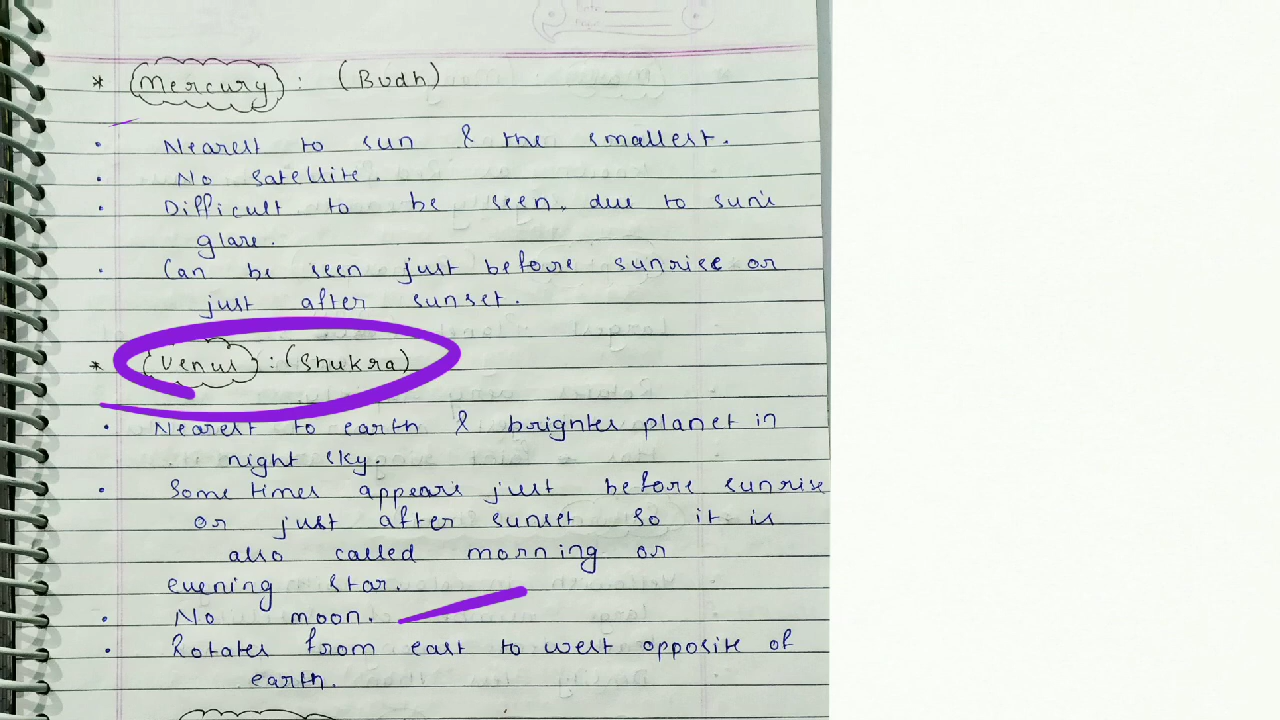 * Mercury : (Budh)
. Nearest to sun & the smallest.
. No satellite.
. Difficult to be seen, due to sun's
glare.
. Can be seen just before sunrise or
just after sunset.
* Venus : (Shukra)
. Nearest to earth & brightes planet in
night sky.
. Some times appears just before sunrise
or just after sunset so it is
also called morning or
evening star.
. No moon.
. Rotates from east to west opposite of
earth.